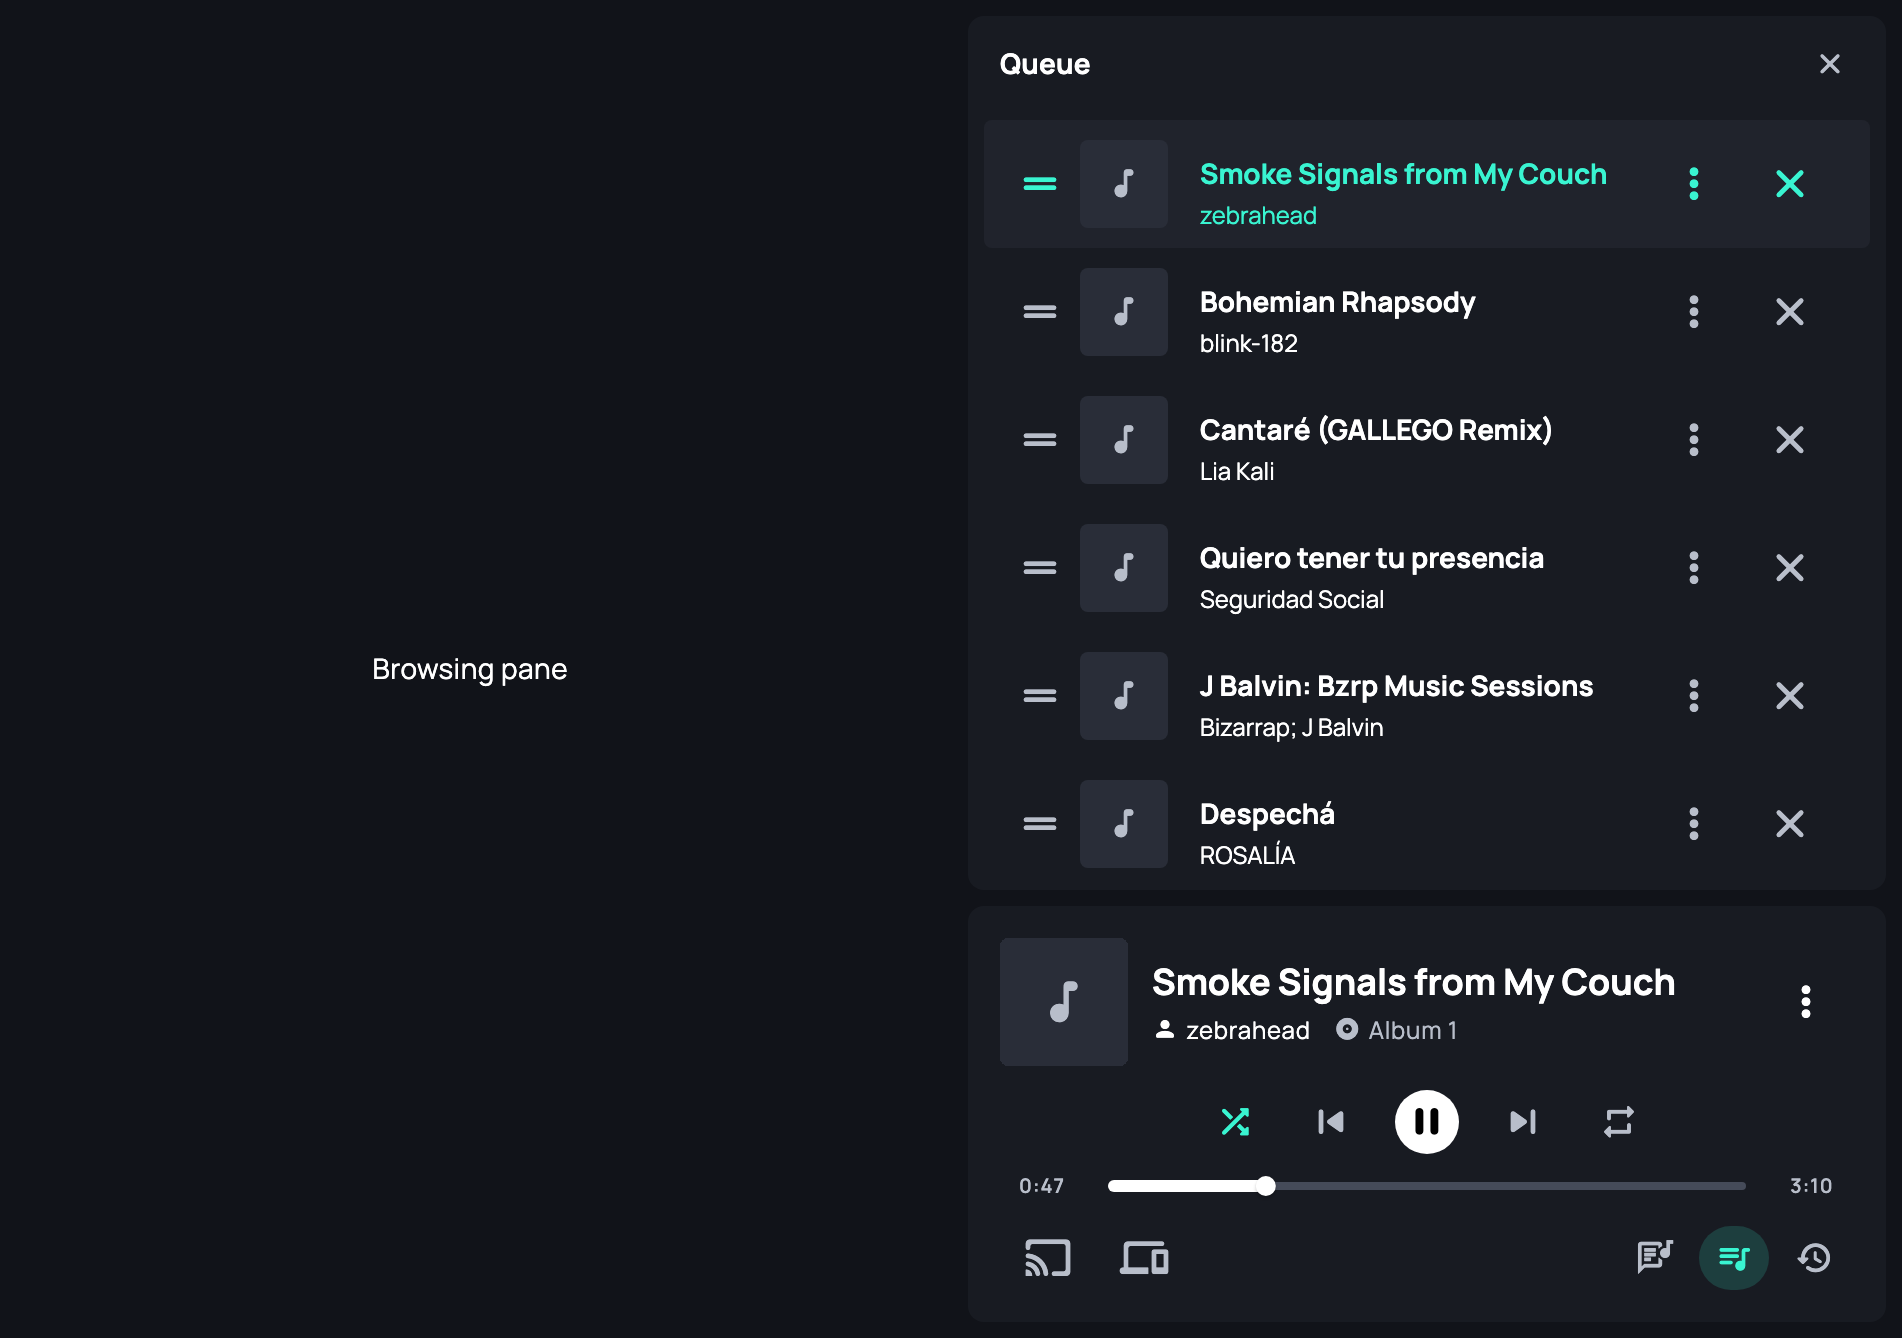 Queue
Smoke Signals from My Couch
zebrahead
Bohemian Rhapsody
blink-182
Cantaré (GALLEGO Remix)
Lia Kali
Quiero tener tu presencia
Seguridad Social
Browsing pane
J Balvin: Bzrp Music Sessions
Bizarrap; J Balvin
Despechá
ROSALÍA
Smoke Signals from My Couch
zebrahead Album 1
0:47 3:10